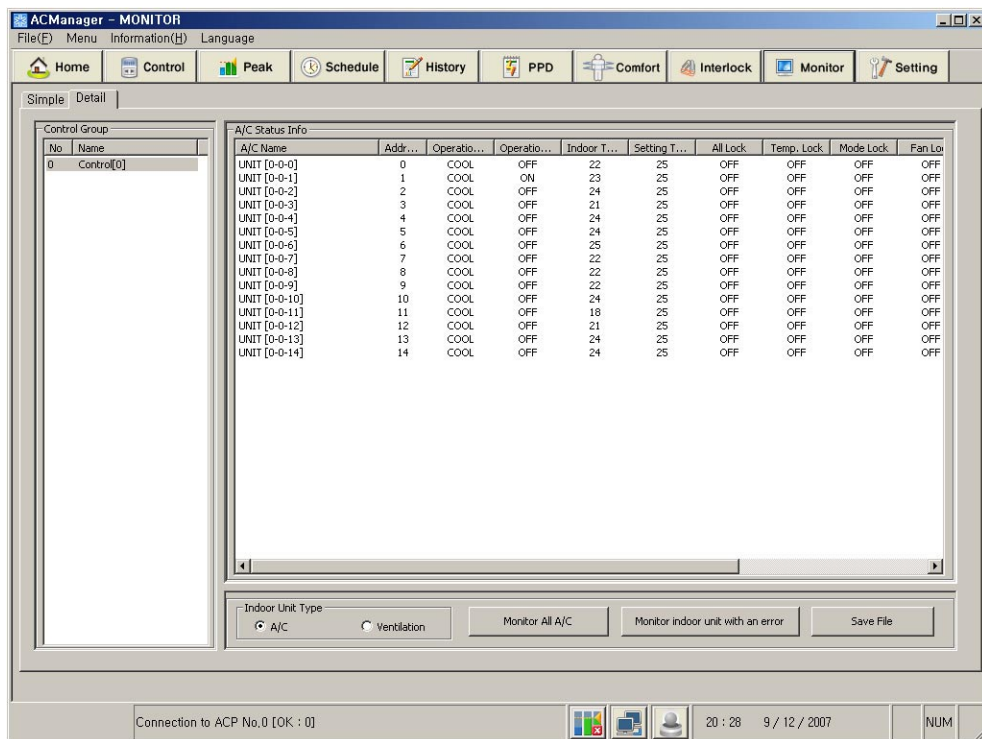 ACManager - MONITOR
File(F) Menu Information(H) Language
Home Control Peak Schedule History PPD Comfort Interlock Monitor Setting
Simple Detail
Control Group
No Name
0 Control[0]
A/C Status Info
A/C Name Addr... Operatio... Operatio... Indoor T... Setting T... All Lock Temp. Lock Mode Lock Fan Lo
UNIT [0-0-0] 0 COOL OFF 22 25 OFF OFF OFF OFF
UNIT [0-0-1] 1 COOL ON 23 25 OFF OFF OFF OFF
UNIT [0-0-2] 2 COOL OFF 24 25 OFF OFF OFF OFF
UNIT [0-0-3] 3 COOL OFF 21 25 OFF OFF OFF OFF
UNIT [0-0-4] 4 COOL OFF 24 25 OFF OFF OFF OFF
UNIT [0-0-5] 5 COOL OFF 24 25 OFF OFF OFF OFF
UNIT [0-0-6] 6 COOL OFF 25 25 OFF OFF OFF OFF
UNIT [0-0-7] 7 COOL OFF 22 25 OFF OFF OFF OFF
UNIT [0-0-8] 8 COOL OFF 22 25 OFF OFF OFF OFF
UNIT [0-0-9] 9 COOL OFF 22 25 OFF OFF OFF OFF
UNIT [0-0-10] 10 COOL OFF 24 25 OFF OFF OFF OFF
UNIT [0-0-11] 11 COOL OFF 18 25 OFF OFF OFF OFF
UNIT [0-0-12] 12 COOL OFF 21 25 OFF OFF OFF OFF
UNIT [0-0-13] 13 COOL OFF 24 25 OFF OFF OFF OFF
UNIT [0-0-14] 14 COOL OFF 24 25 OFF OFF OFF OFF
Indoor Unit Type
A/C Ventilation
Monitor All A/C
Monitor indoor unit with an error
Save File
Connection to ACP No.0 [OK : 0]
20 : 28 9 / 12 / 2007
NUM